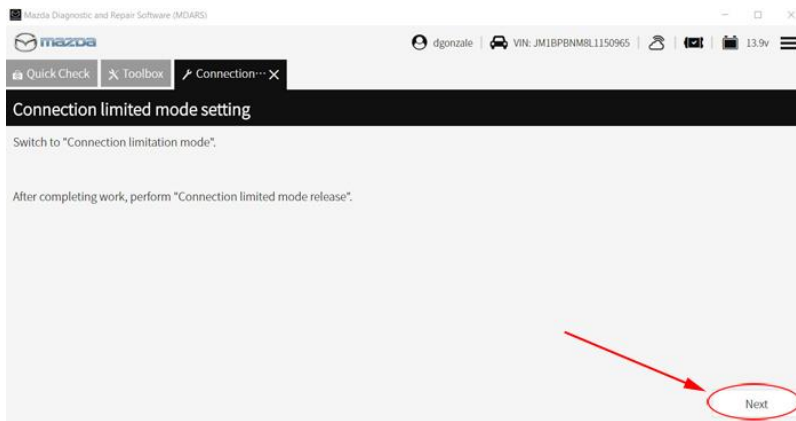 Mazda Diagnostic and Repair Software (MDARS)
mazda
dgonzale | VIN: JM1BPBNM8L1150965 | 13.9v
Quick Check Toolbox Connection··· X
Connection limited mode setting
Switch to "Connection limitation mode".
After completing work, perform "Connection limited mode release".
Next